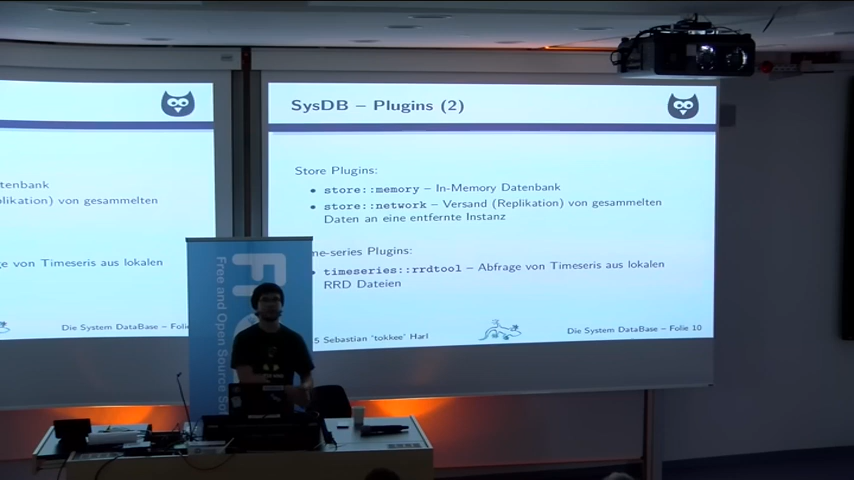 SysDB – Plugins (2)
Store Plugins:
• store::memory – In-Memory Datenbank
• store::network – Versand (Replikation) von gesammelten
Daten an eine entfernte Instanz
me-series Plugins:
• timeseries::rrdtool – Abfrage von Timeseris aus lokalen
RRD Dateien
5 Sebastian 'tokkee' Harl
Die System DataBase – Folie 10
tenbank
plikation) von gesammelten
e von Timeseris aus lokalen
Die System DataBase – Folie
Free and Open Source So